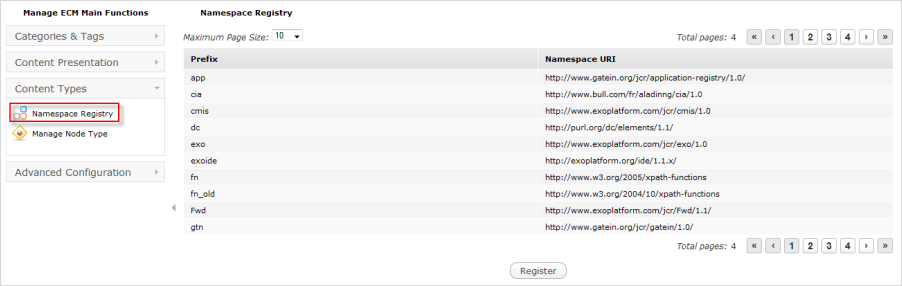 Manage ECM Main Functions
Categories & Tags
Content Presentation
Content Types
Namespace Registry
Manage Node Type
Advanced Configuration
Namespace Registry
Maximum Page Size: 10
Total pages: 4 « ‹ 1 2 3 4 › »
Prefix Namespace URI
app http://www.gatein.org/jcr/application-registry/1.0/
cia http://www.bull.com/fr/aladinng/cia/1.0
cmis http://www.exoplatform.com/jcr/cmis/1.0
dc http://purl.org/dc/elements/1.1/
exo http://www.exoplatform.com/jcr/exo/1.0
exoide http://exoplatform.org/ide/1.1.x/
fn http://www.w3.org/2005/xpath-functions
fn_old http://www.w3.org/2004/10/xpath-functions
Fwd http://www.exoplatform.com/jcr/Fwd/1.1/
gtn http://www.gatein.org/jcr/gatein/1.0/
Total pages: 4 « ‹ 1 2 3 4 › »
Register